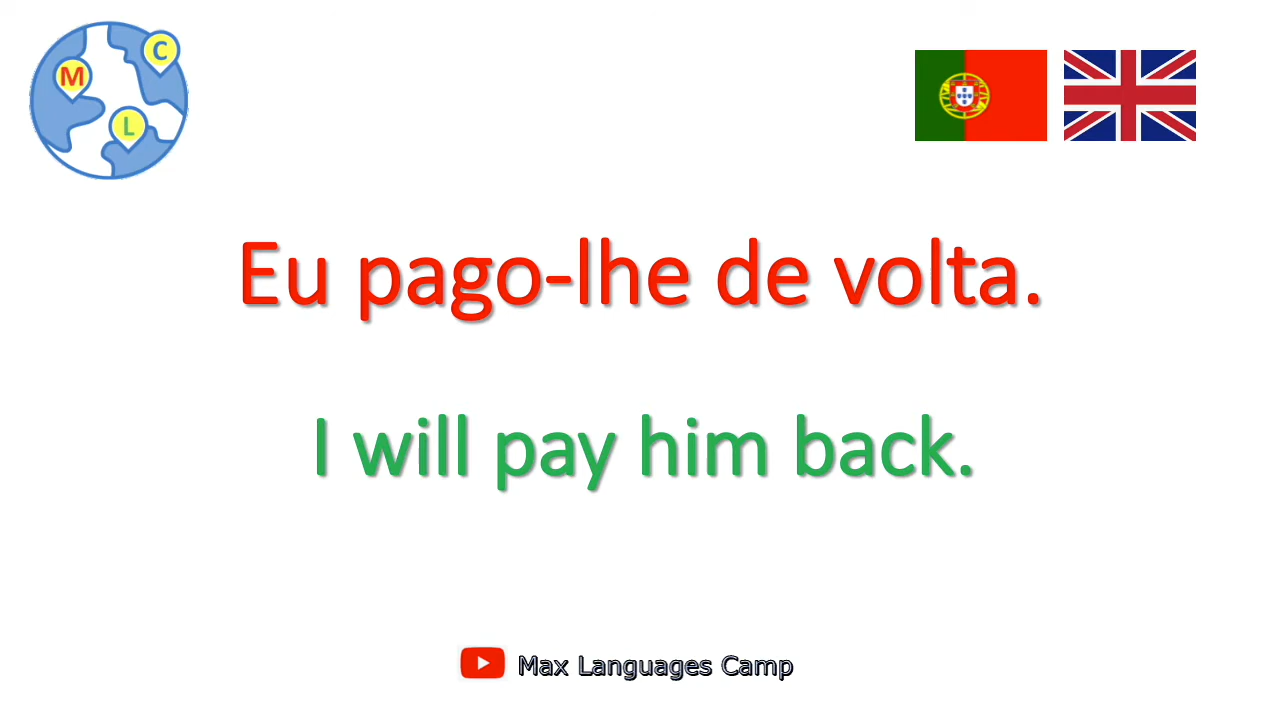 C
M
L
Eu pago-lhe de volta.
I will pay him back.
Max Languages Camp